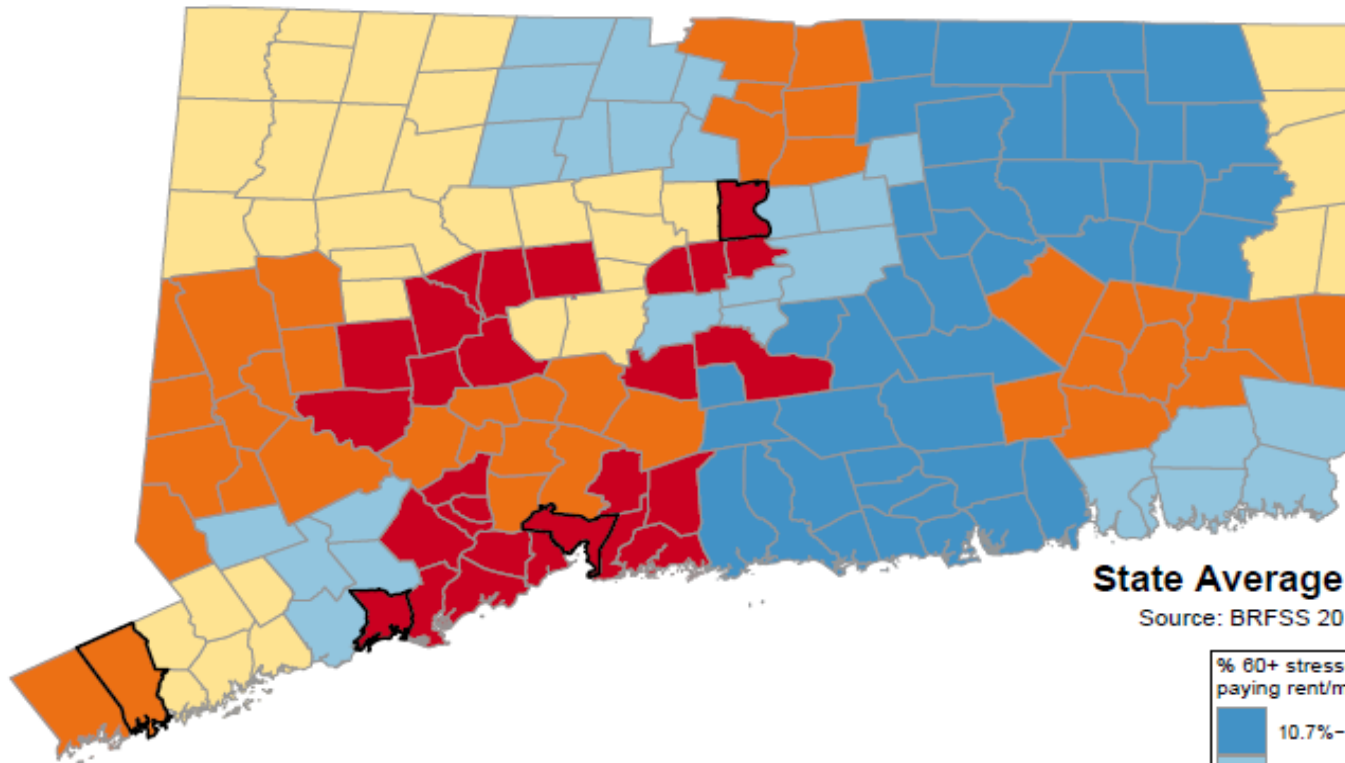 State Average
Source: BRFSS 20
% 60+ stress
paying rent/m
10.7%-